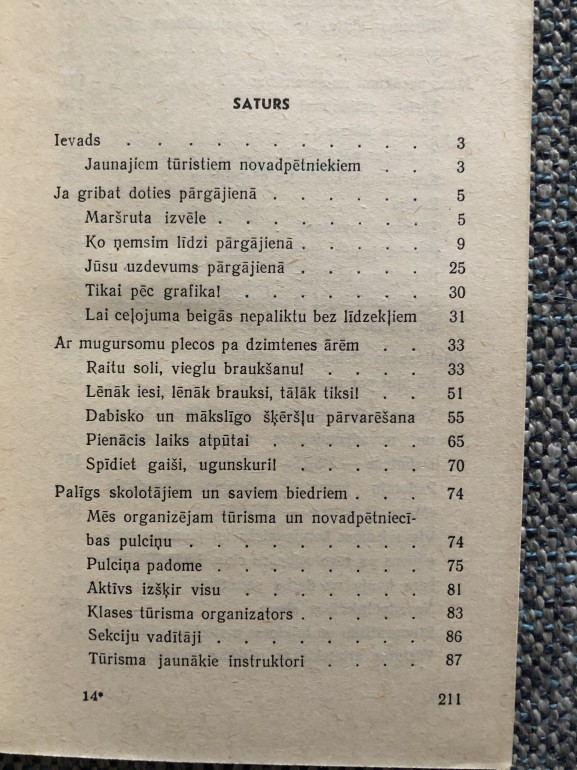 SATURS
Ievads . . . . . . . . . . . 3
Jaunajiem tūristiem novadpētniekiem . . 3
Ja gribat doties pārgājienā . . . . . . 5
Maršruta izvēle . . . . . . . . 5
Ko ņemsim līdzi pārgājienā . . . . . 9
Jūsu uzdevums pārgājienā . . . . . 25
Tikai pēc grafika! . . . . . . . 30
Lai ceļojuma beigās nepaliktu bez līdzekļiem 31
Ar mugursomu plecos pa dzimtenes ārēm . . 33
Raitu soli, vieglu braukšanu! . . . . 33
Lēnāk iesi, lēnāk brauksi, tālāk tiksi! . . 51
Dabisko un mākslīgo šķēršļu pārvarēšana 55
Pienācis laiks atpūtai . . . . . . 65
Spīdiet gaiši, ugunskuri! . . . . . 70
Palīgs skolotājiem un saviem biedriem . . . 74
Mēs organizējam tūrisma un novadpētniecī-
bas pulciņu . . . . . . . . . 74
Pulciņa padome . . . . . . . . 75
Aktīvs izšķir visu . . . . . . . 81
Klases tūrisma organizators . . . . . 83
Sekciju vadītāji . . . . . . . . 86
Tūrisma jaunākie instruktori . . . . 87
14* 211